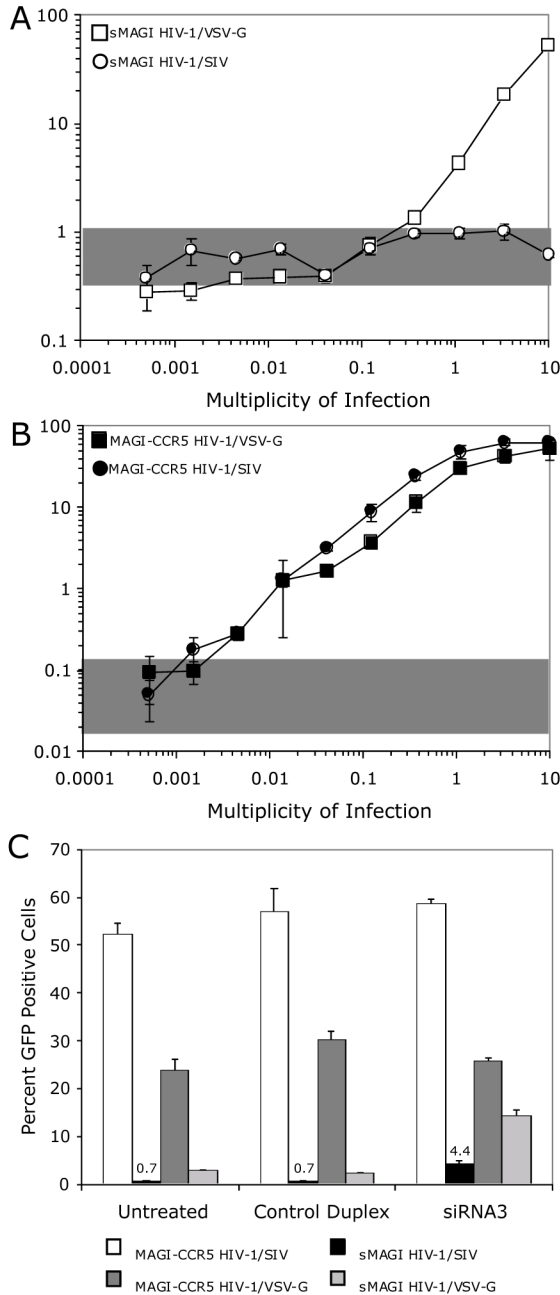 A
sMAGI HIV-1/VSV-G
sMAGI HIV-1/SIV
100
10
1
0.1
0.0001 0.001 0.01 0.1 1 10
Multiplicity of Infection
B
MAGI-CCR5 HIV-1/VSV-G
MAGI-CCR5 HIV-1/SIV
100
10
1
0.1
0.01
0.0001 0.001 0.01 0.1 1 10
Multiplicity of Infection
C
Percent GFP Positive Cells
70
60
50
40
30
20
10
0
0.7
0.7
4.4
Untreated Control Duplex siRNA3
MAGI-CCR5 HIV-1/SIV sMAGI HIV-1/SIV
MAGI-CCR5 HIV-1/VSV-G sMAGI HIV-1/VSV-G